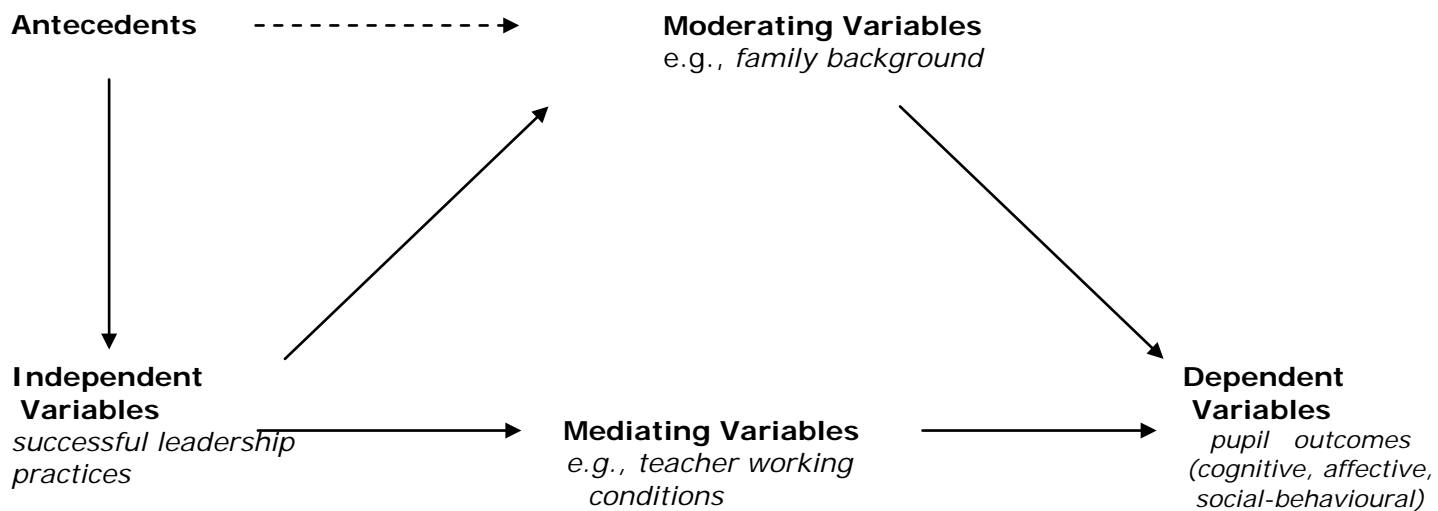 Antecedents
Moderating Variables
e.g., family background
Independent
Variables
successful leadership
practices
Mediating Variables
e.g., teacher working
conditions
Dependent
Variables
pupil outcomes
(cognitive, affective,
social-behavioural)